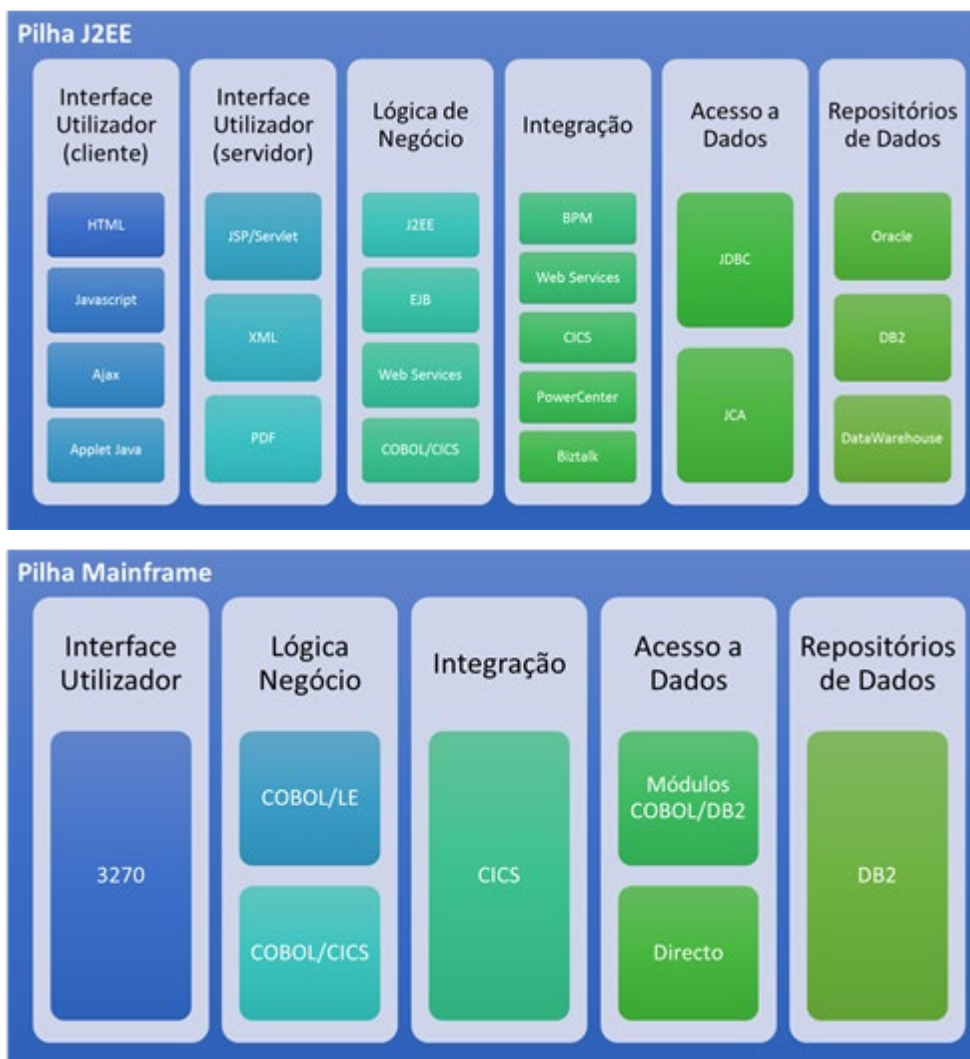 Pilha J2EE
Interface
Utilizador
(cliente)
HTML
Javascript
Ajax
Applet Java
Interface
Utilizador
(servidor)
JSP/Servlet
XML
PDF
Lógica de
Negócio
J2EE
EJB
Web Services
COBOL/CICS
Integração
BPM
Web Services
CICS
PowerCenter
Biztalk
Acesso a
Dados
JDBC
JCA
Repositórios
de Dados
Oracle
DB2
DataWarehouse
Pilha Mainframe
Interface
Utilizador
3270
Lógica
Negócio
COBOL/LE
COBOL/CICS
Integração
CICS
Acesso a
Dados
Módulos
COBOL/DB2
Directo
Repositórios
de Dados
DB2